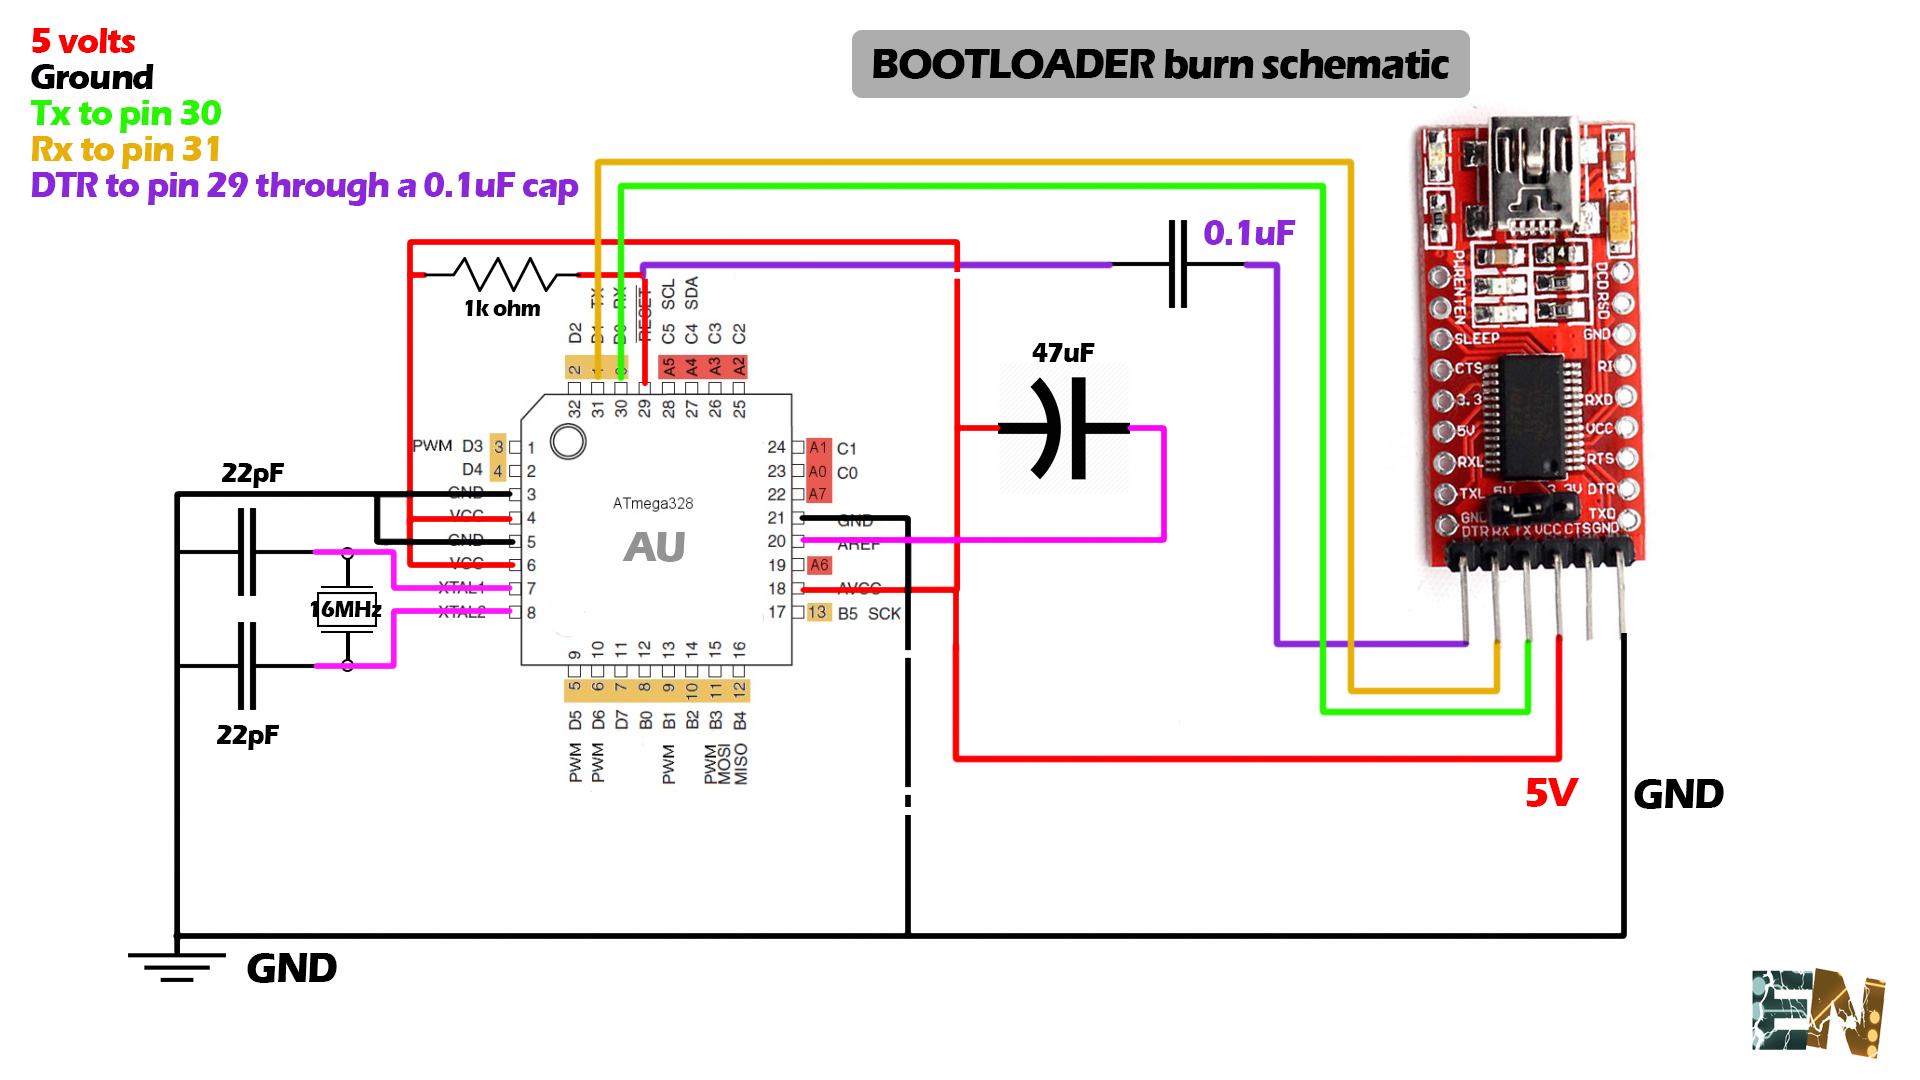 5 volts
Ground
Tx to pin 30
Rx to pin 31
DTR to pin 29 through a 0.1uF cap
BOOTLOADER burn schematic
0.1uF
1k ohm
47uF
D2
D1 TX
D0 RX
RESET
C5 SCL
C4 SDA
C3
C2
2
1
A5
A4
A3
A2
32
31
30
29
28
27
26
25
PWM D3 3 1
D4 4 2
GND 3
VCC 4
GND 5
VCC 6
XTAL1 7
XTAL2 8
24 A1 C1
23 A0 C0
22 A7
21 GND
20 AREF
19 A6
18 AVCC
17 13 B5 SCK
ATmega328
AU
22pF
16MHz
22pF
9
10
11
12
13
14
15
16
5
6
7
8
9
10
11
12
PWM D5
PWM D6
D7
B0
PWM B1
B2
PWM MOSI B3
MISO B4
PWRENTEN
SLEEP
CTS
3.3
5V
RXL
TXL
GND
DCD
RSD
GND
RI
RXD
VCC
RTS
DTR
TXD
5V
3.3V
DTR RX TX VCC CTS GND
5V
GND
GND
EN